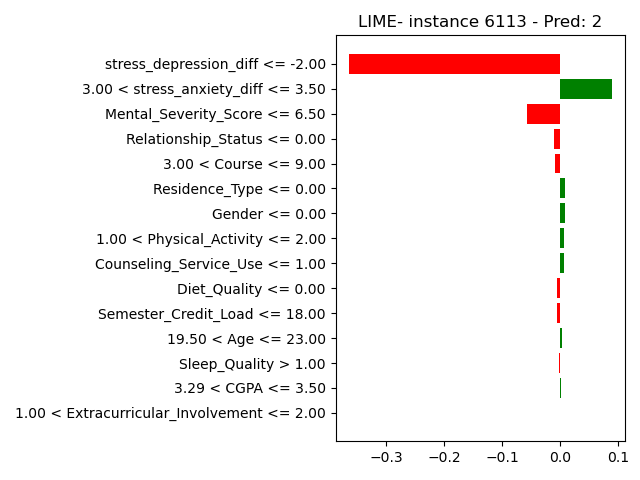 LIME- instance 6113 - Pred: 2
stress_depression_diff <= -2.00
3.00 < stress_anxiety_diff <= 3.50
Mental_Severity_Score <= 6.50
Relationship_Status <= 0.00
3.00 < Course <= 9.00
Residence_Type <= 0.00
Gender <= 0.00
1.00 < Physical_Activity <= 2.00
Counseling_Service_Use <= 1.00
Diet_Quality <= 0.00
Semester_Credit_Load <= 18.00
19.50 < Age <= 23.00
Sleep_Quality > 1.00
3.29 < CGPA <= 3.50
1.00 < Extracurricular_Involvement <= 2.00
−0.3 −0.2 −0.1 0.0 0.1